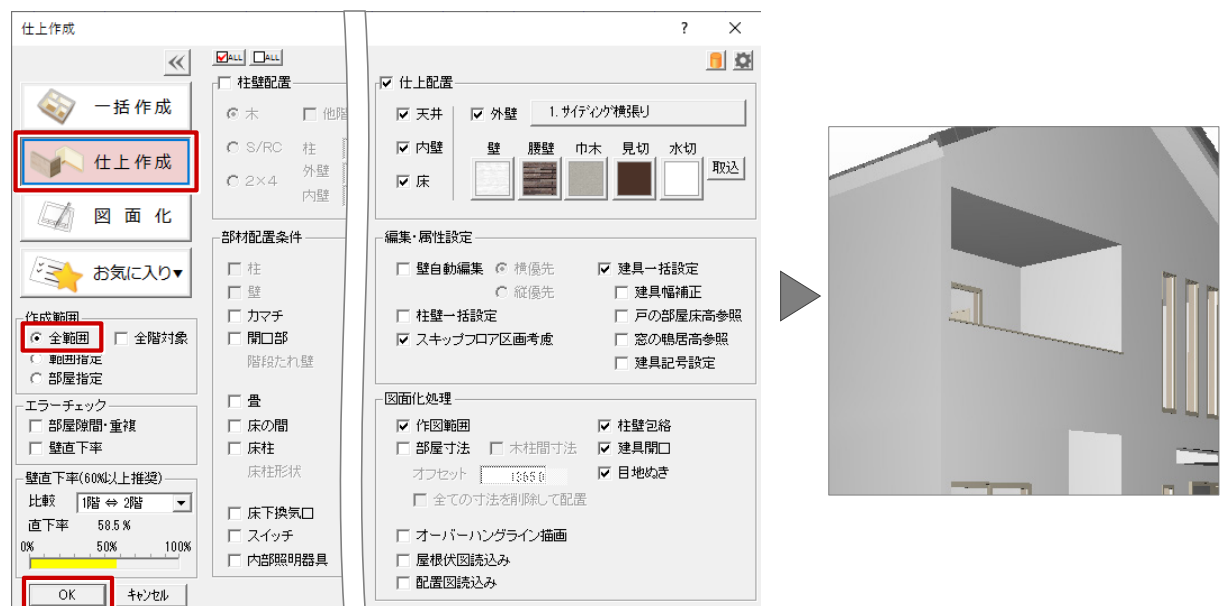 仕上作成
? ×
一括作成
仕上作成
図面化
お気に入り▼
作成範囲
全範囲 全階対象
範囲指定
部屋指定
エラーチェック
部屋隙間・重複
壁直下率
壁直下率(60%以上推奨)
比較 1階 ⇔ 2階
直下率 58.5 %
0% 50% 100%
OK キャンセル
ALL ALL
柱壁配置
木 他階
S/RC 柱
外壁
2×4
内壁
部材配置条件
柱
壁
カマチ
開口部
階段たれ壁
畳
床の間
床柱
床柱形状
床下換気口
スイッチ
内部照明器具
仕上配置
天井 外壁 1. サイディング横張り
内壁 壁 腰壁 巾木 見切 水切
床 取込
編集・属性設定
壁自動編集 横優先 建具一括設定
縦優先 建具幅補正
柱壁一括設定 戸の部屋床高参照
スキップフロア区画考慮 窓の鴨居高参照
建具記号設定
図面化処理
作図範囲 柱壁包絡
部屋寸法 木柱間寸法 建具開口
オフセット 1365.0 目地ぬき
全ての寸法を削除して配置
オーバーハングライン描画
屋根伏図読込み
配置図読込み